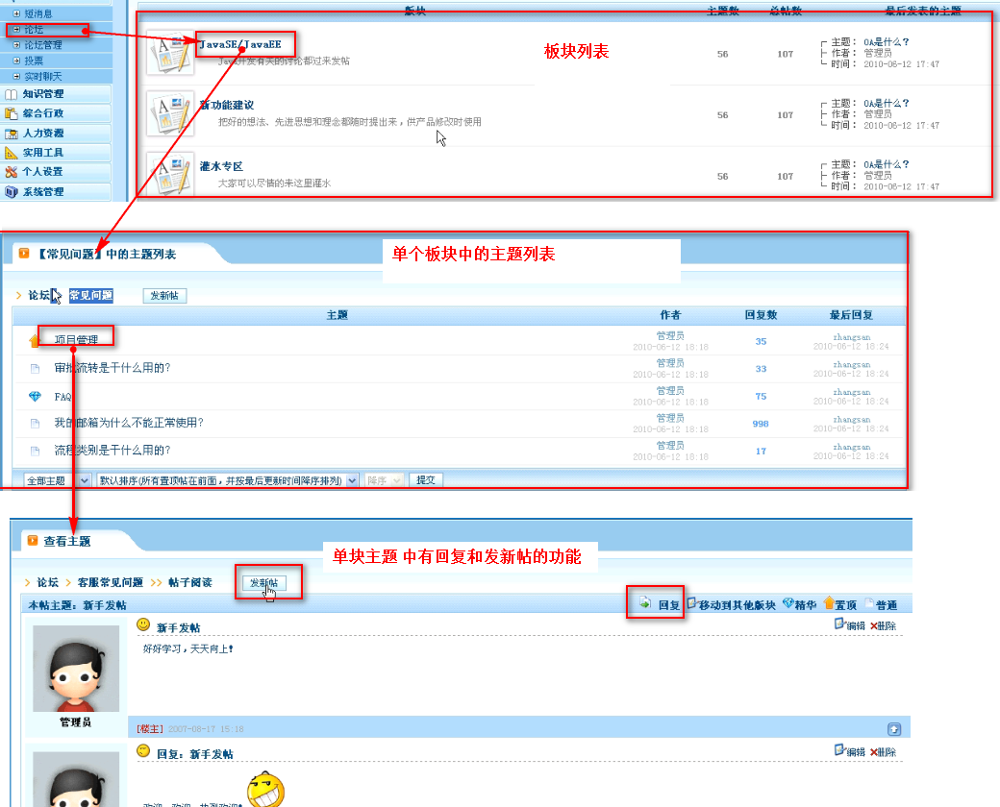 短消息
论坛
论坛管理
投票
实时聊天
知识管理
综合行政
人力资源
实用工具
个人设置
系统管理
版块 主题数 总帖数 最后发表的主题
板块列表
JavaSE/JavaEE
Java开发有关的讨论都过来发帖
56 107
┌ 主题: OA是什么?
├ 作者: 管理员
└ 时间: 2010-06-12 17:47
新功能建议
把好的想法、先进思想和理念都随时提出来,供产品修改时使用
56 107
┌ 主题: OA是什么?
├ 作者: 管理员
└ 时间: 2010-06-12 17:47
灌水专区
大家可以尽情的来这里灌水
56 107
┌ 主题: OA是什么?
├ 作者: 管理员
└ 时间: 2010-06-12 17:47
【常见问题】中的主题列表
单个板块中的主题列表
> 论坛 常见问题 发新帖
主题 作者 回复数 最后回复
项目管理 管理员 2010-06-12 18:18 35 zhangsan 2010-06-12 18:24
审批流转是干什么用的? 管理员 2010-06-12 18:18 33 zhangsan 2010-06-12 18:24
FAQ 管理员 2010-06-12 18:18 75 zhangsan 2010-06-12 18:24
我的邮箱为什么不能正常使用? 管理员 2010-06-12 18:18 998 zhangsan 2010-06-12 18:24
流程类别是干什么用的? 管理员 2010-06-12 18:18 17 zhangsan 2010-06-12 18:24
全部主题 默认排序(所有置顶帖在前面,并按最后更新时间降序排列) 降序 提交
查看主题
单块主题 中有回复和发新帖的功能
> 论坛 > 客服常见问题 >> 帖子阅读 发新帖
本帖主题: 新手发帖 回复 移动到其他版块 精华 置顶 普通
新手发帖 编辑 删除
好好学习,天天向上!
管理员
[楼主] 2007-08-17 15:18
回复: 新手发帖 编辑 删除